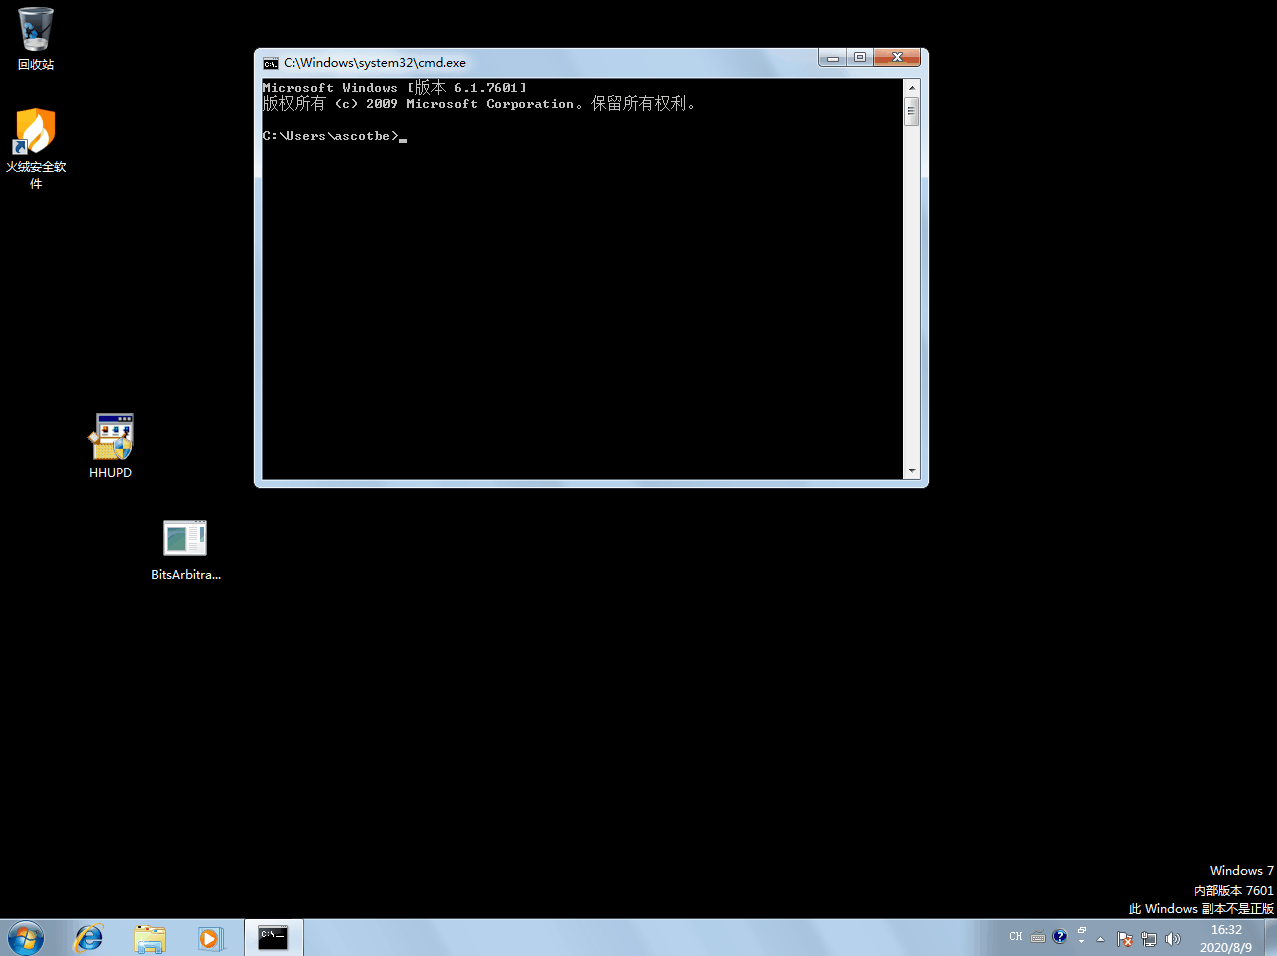 回收站
火绒安全软
件
HHUPD
BitsArbitra...
C:\Windows\system32\cmd.exe
Microsoft Windows [版本 6.1.7601]
版权所有 (c) 2009 Microsoft Corporation。保留所有权利。
C:\Users\ascotbe>
Windows 7
内部版本 7601
此 Windows 副本不是正版
CH
16:32
2020/8/9